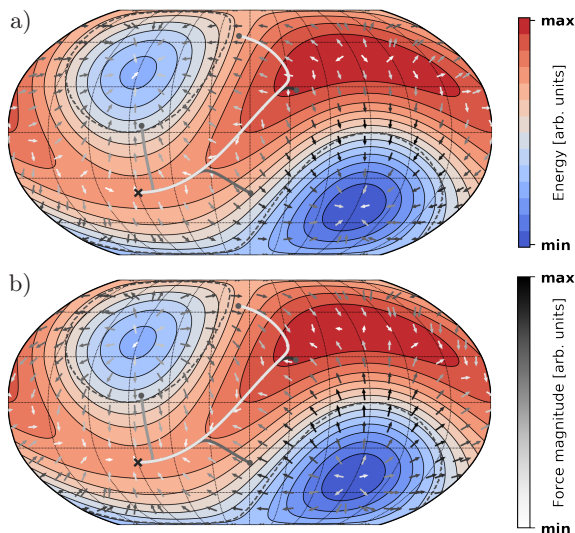 a)
max
Energy [arb. units]
min
b)
max
Force magnitude [arb. units]
min